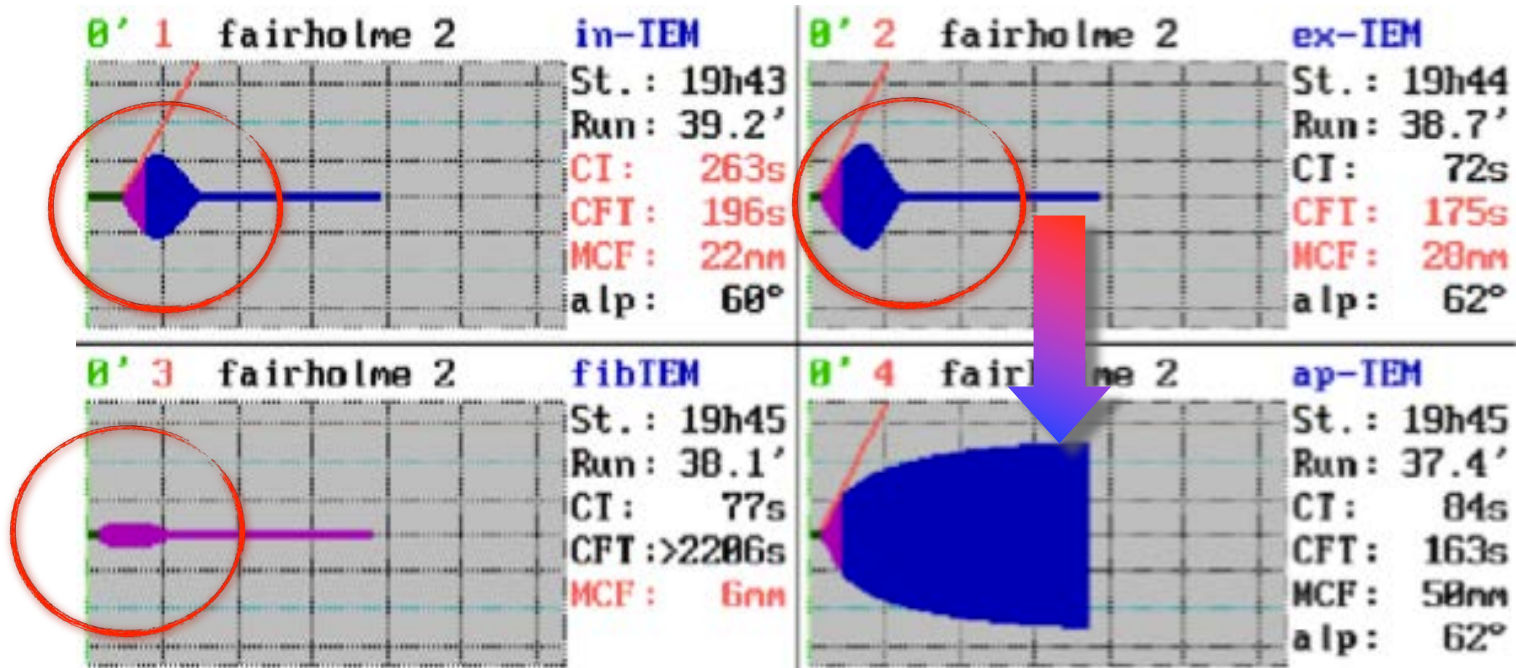 0' 1 fairholme 2 in-TEM
St.: 19h43
Run: 39.2'
CI: 263s
CFT: 196s
MCF: 22mm
alp: 60°
0' 2 fairholme 2 ex-TEM
St.: 19h44
Run: 38.7'
CI: 72s
CFT: 175s
MCF: 28mm
alp: 62°
0' 3 fairholme 2 fibTEM
St.: 19h45
Run: 38.1'
CT: 77s
CFT:>2206s
MCF: 6mm
0' 4 fair me 2 ap-TEM
St.: 19h45
Run: 37.4'
CT: 84s
CFT: 163s
MCF: 50mm
alp: 62°